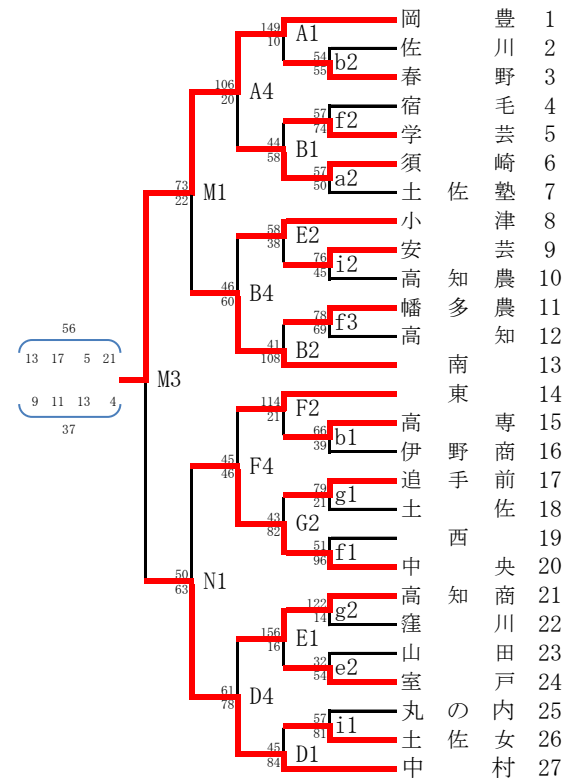 岡豊 1
149
10
A1
佐川 2
54
55
b2
春野 3
106
20
A4
宿毛 4
57
74
f2
学芸 5
44
58
B1
須崎 6
57
50
a2
土佐塾 7
73
22
M1
小津 8
58
38
E2
安芸 9
76
45
i2
高知農 10
46
60
B4
幡多農 11
78
69
f3
高知 12
41
108
B2
南 13
56
13 17 5 21
M3
9 11 13 4
37
東 14
114
21
F2
高専 15
66
39
b1
伊野商 16
45
46
F4
追手前 17
79
21
g1
土佐 18
43
82
G2
西 19
51
96
f1
中央 20
50
63
N1
高知商 21
122
14
g2
窪川 22
156
16
E1
山田 23
32
54
e2
室戸 24
61
78
D4
丸の内 25
57
81
i1
土佐女 26
45
84
D1
中村 27